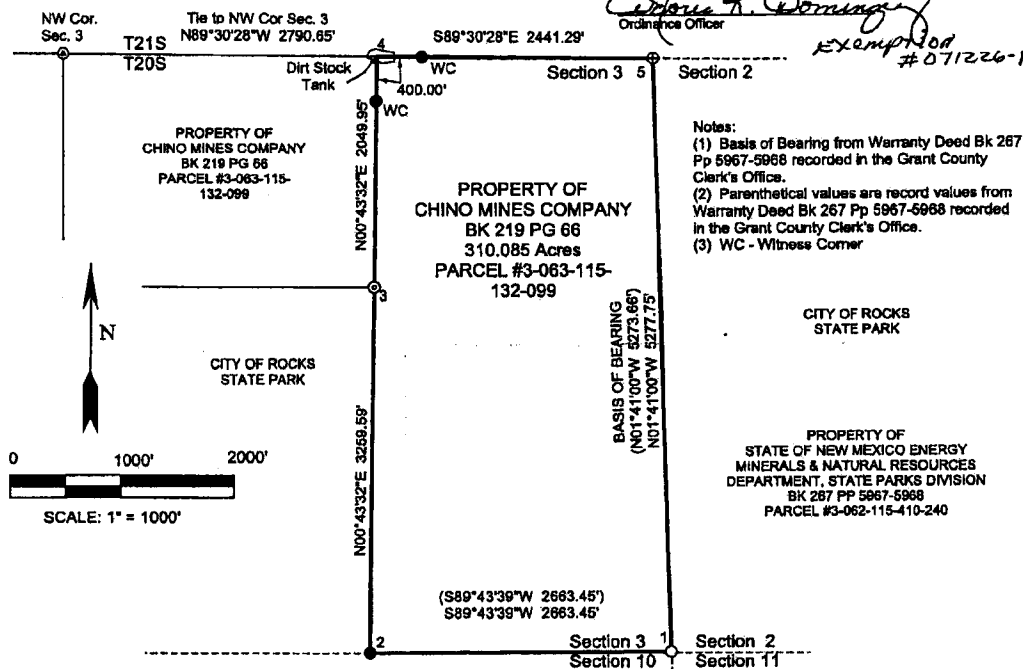 Ordinance Officer
Exemption
NW Cor.
Sec. 3
Tie to NW Cor Sec. 3
N89°30'28"W 2790.65'
S89°30'28"E 2441.29'
T21S
T20S
4
WC
Dirt Stock
Tank
400.00'
WC
Section 3
5
Section 2
PROPERTY OF
CHINO MINES COMPANY
BK 219 PG 66
PARCEL #3-063-115-
132-099
N00°43'32"E 2049.95'
PROPERTY OF
CHINO MINES COMPANY
BK 219 PG 66
310.085 Acres
PARCEL #3-063-115-
132-099
Notes:
(1) Basis of Bearing from Warranty Deed Bk 267
Pp 5967-5968 recorded in the Grant County
Clerk's Office.
(2) Parenthetical values are record values from
Warranty Deed Bk 267 Pp 5967-5968 recorded
in the Grant County Clerk's Office.
(3) WC - Witness Corner
3
N
CITY OF ROCKS
STATE PARK
BASIS OF BEARING
(N01°41'00"W 5273.66')
N01°41'00"W 5277.75'
CITY OF ROCKS
STATE PARK
N00°43'32"E 3259.59'
PROPERTY OF
STATE OF NEW MEXICO ENERGY
MINERALS & NATURAL RESOURCES
DEPARTMENT, STATE PARKS DIVISION
BK 267 PP 5967-5968
PARCEL #3-062-115-410-240
0 1000' 2000'
SCALE: 1" = 1000'
(S89°43'39"W 2663.45')
S89°43'39"W 2663.45'
2
Section 3
1
Section 2
Section 10
Section 11